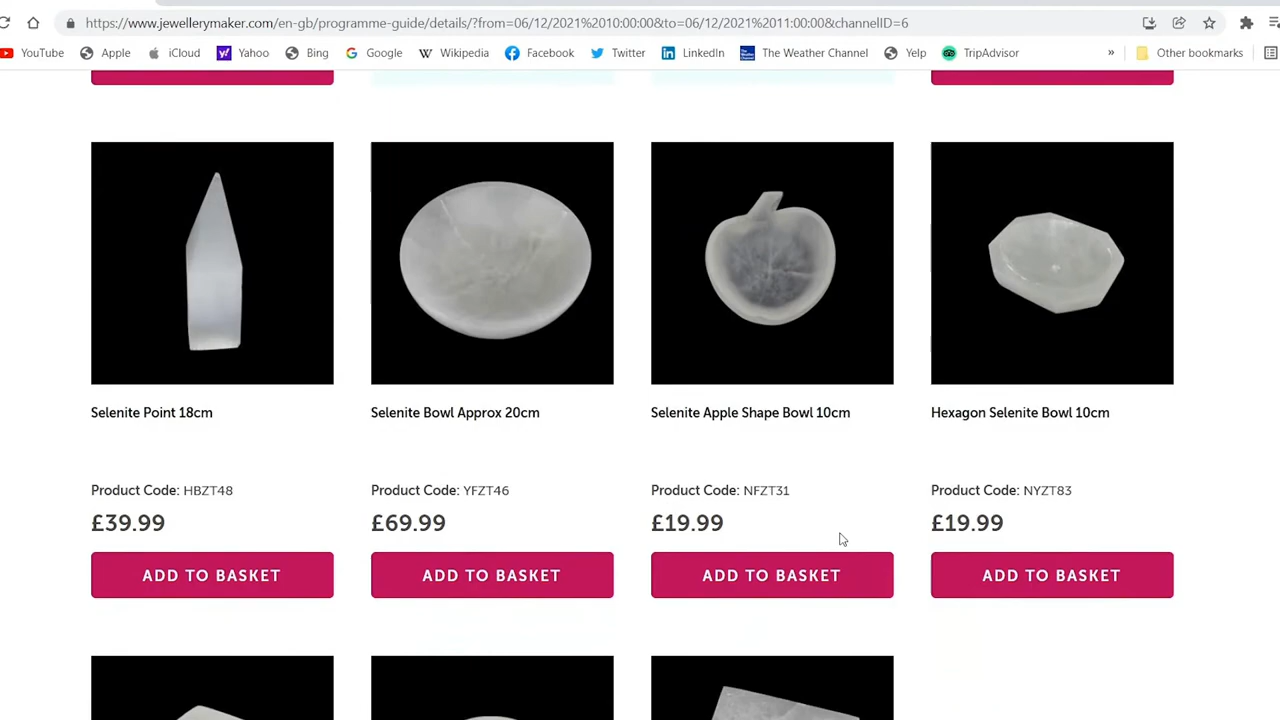 https://www.jewellerymaker.com/en-gb/programme-guide/details/?from=06/12/2021%2010:00:00&to=06/12/2021%2011:00:00&channelID=6
YouTube Apple iCloud Yahoo Bing Google Wikipedia Facebook Twitter LinkedIn The Weather Channel Yelp TripAdvisor » Other bookmarks
Selenite Point 18cm
Selenite Bowl Approx 20cm
Selenite Apple Shape Bowl 10cm
Hexagon Selenite Bowl 10cm
Product Code: HBZT48
Product Code: YFZT46
Product Code: NFZT31
Product Code: NYZT83
£39.99
£69.99
£19.99
£19.99
ADD TO BASKET
ADD TO BASKET
ADD TO BASKET
ADD TO BASKET